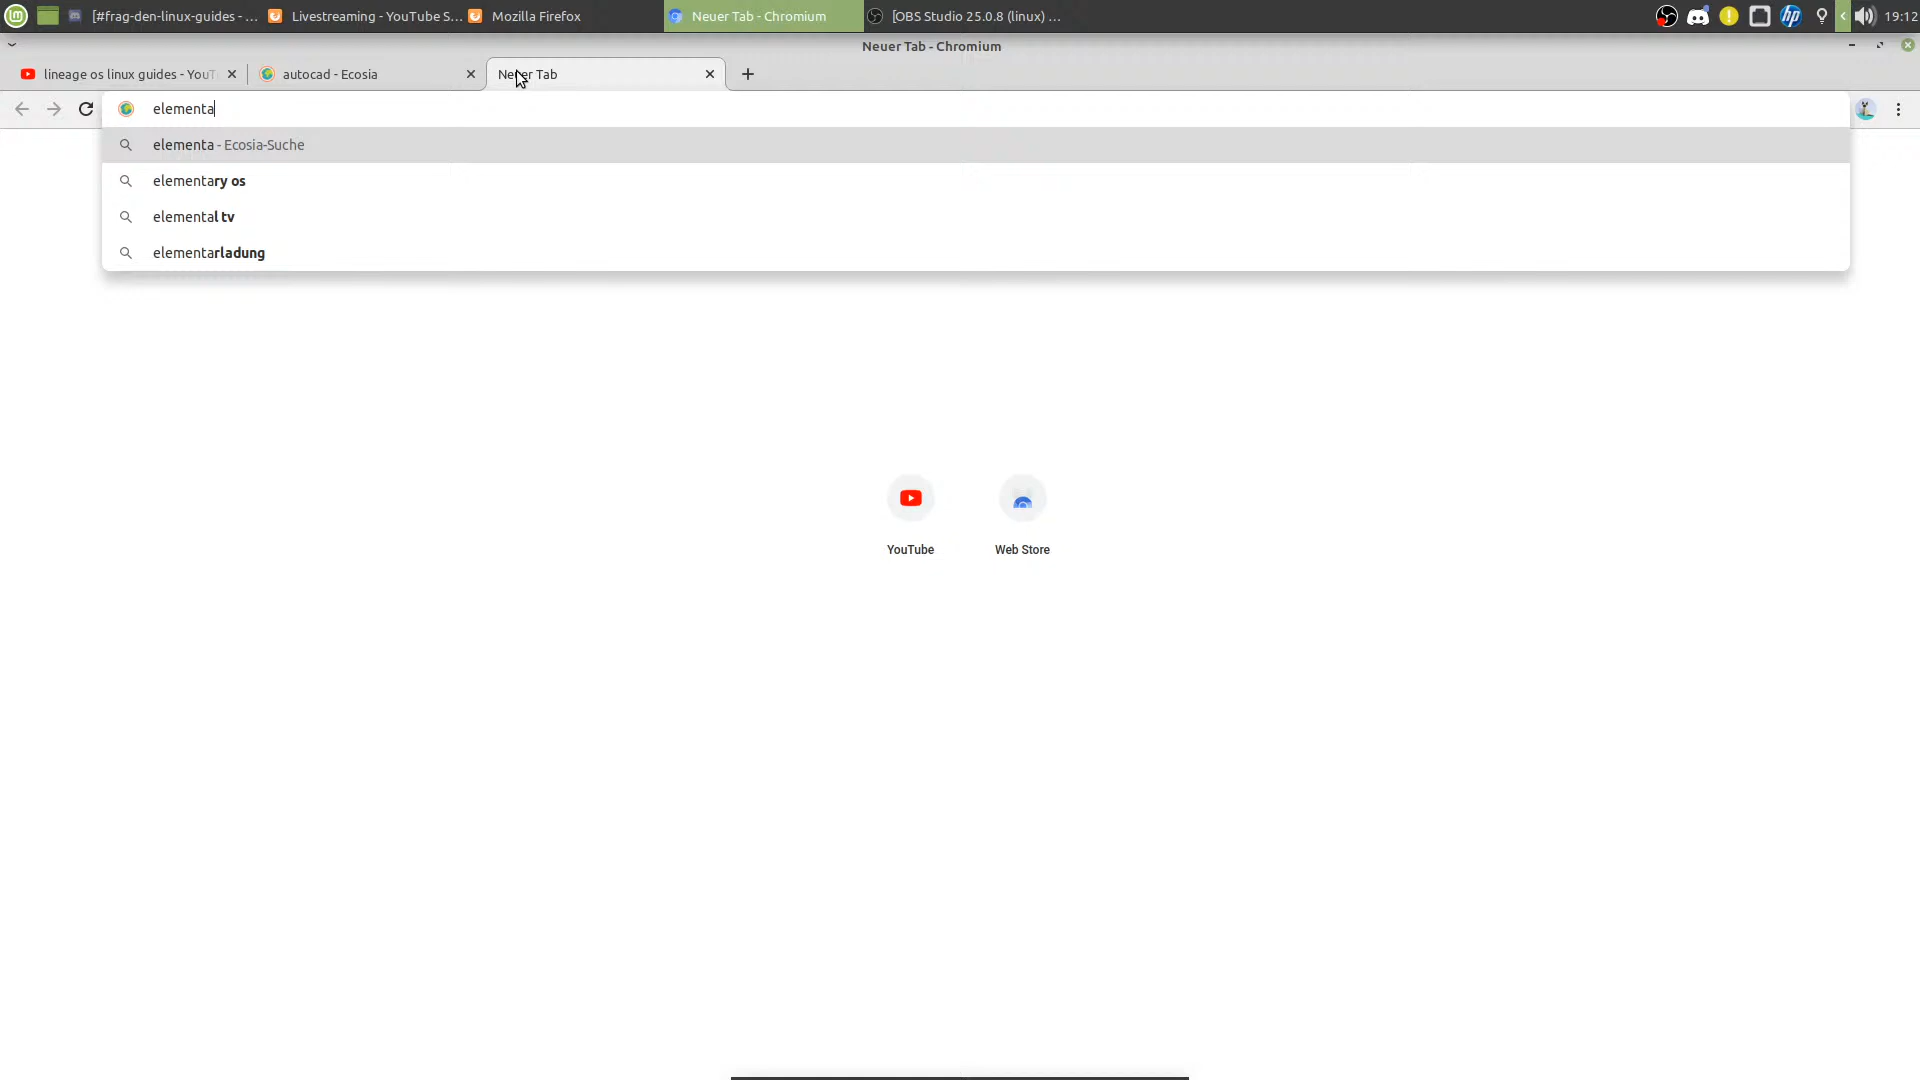 [#frag-den-linux-guides - ...
Livestreaming - YouTube S...
Mozilla Firefox
Neuer Tab - Chromium
[OBS Studio 25.0.8 (linux) ...
hp
19:12
Neuer Tab - Chromium
lineage os linux guides - YouT
autocad - Ecosia
Neuer Tab
elementa
elementa - Ecosia-Suche
elementary os
elemental tv
elementarladung
YouTube
Web Store